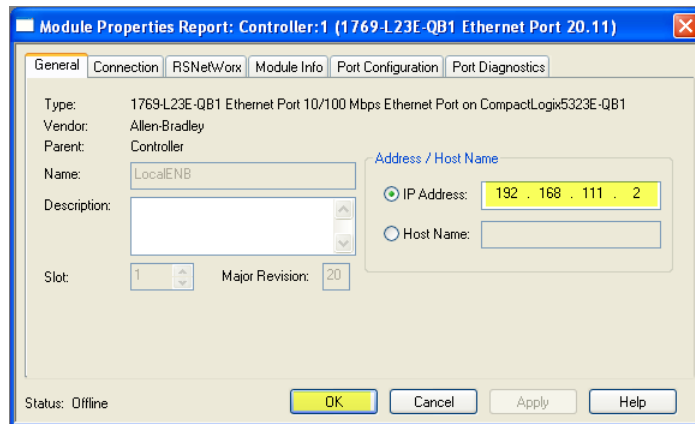 Module Properties Report: Controller:1 (1769-L23E-QB1 Ethernet Port 20.11)
General Connection RSNetWorx Module Info Port Configuration Port Diagnostics
Type: 1769-L23E-QB1 Ethernet Port 10/100 Mbps Ethernet Port on CompactLogix5323E-QB1
Vendor: Allen-Bradley
Parent: Controller
Name: LocalENB
Description:
Address / Host Name
IP Address: 192 . 168 . 111 . 2
Host Name:
Slot: 1 Major Revision: 20
Status: Offline OK Cancel Apply Help